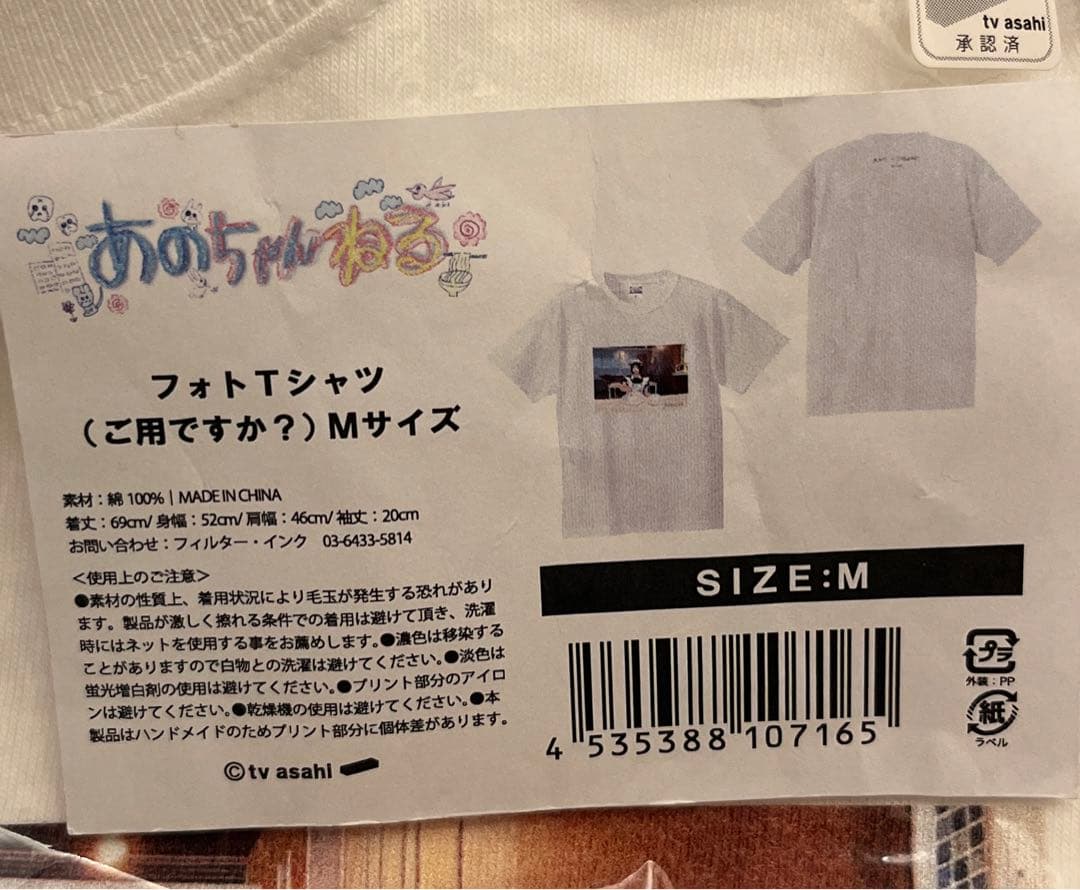 tv asahi
承認済
あのちゃんねる
フォトTシャツ
（ご用ですか？）Mサイズ
素材：綿100%｜MADE IN CHINA
着丈：69cm/ 身幅：52cm/ 肩幅：46cm/ 袖丈：20cm
お問い合わせ：フィルター・インク　03-6433-5814
＜使用上のご注意＞
●素材の性質上、着用状況により毛玉が発生する恐れがあり
ます。製品が激しく擦れる条件での着用は避けて頂き、洗濯
時にはネットを使用する事をお薦めします。●濃色は移染する
ことがありますので白物との洗濯は避けてください。●淡色は
蛍光増白剤の使用は避けてください。●プリント部分のアイロ
ンは避けてください。●乾燥機の使用は避けてください。●本
製品はハンドメイドのためプリント部分に個体差があります。
©tv asahi
SIZE:M
4 535388 107165
プラ
外装：PP
紙
ラベル